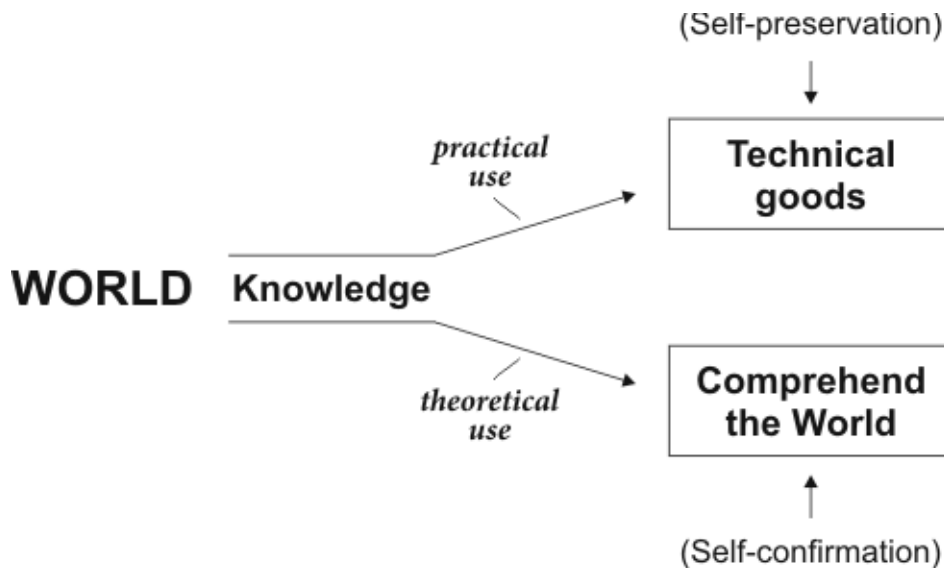 (Self-preservation)
practical
use
Technical
goods
WORLD Knowledge
theoretical
use
Comprehend
the World
(Self-confirmation)